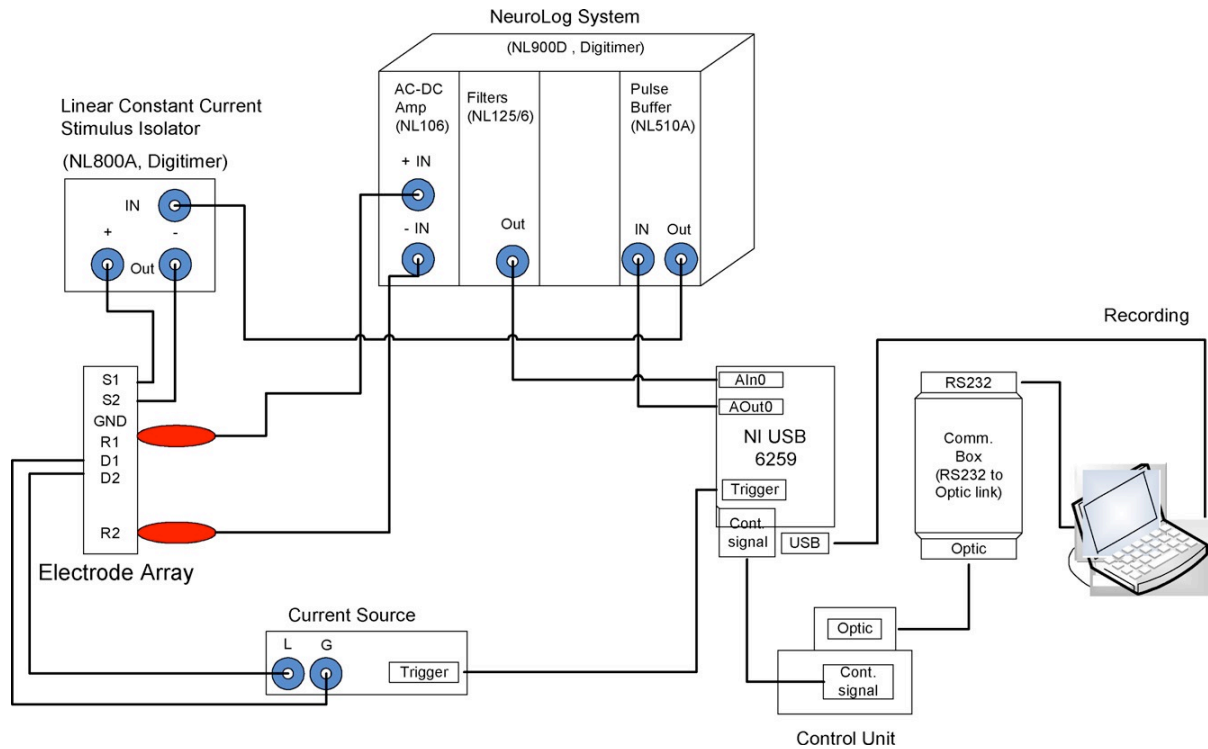 NeuroLog System
(NL900D , Digitimer)
AC-DC
Amp
(NL106)
+ IN
- IN
Filters
(NL125/6)
Out
Pulse
Buffer
(NL510A)
IN
Out
Linear Constant Current
Stimulus Isolator
(NL800A, Digitimer)
IN
+
-
Out
S1
S2
GND
R1
D1
D2
R2
Electrode Array
Current Source
L
G
Trigger
AIn0
AOut0
NI USB
6259
Trigger
Cont.
signal
USB
Recording
RS232
Comm.
Box
(RS232 to
Optic link)
Optic
Optic
Cont.
signal
Control Unit